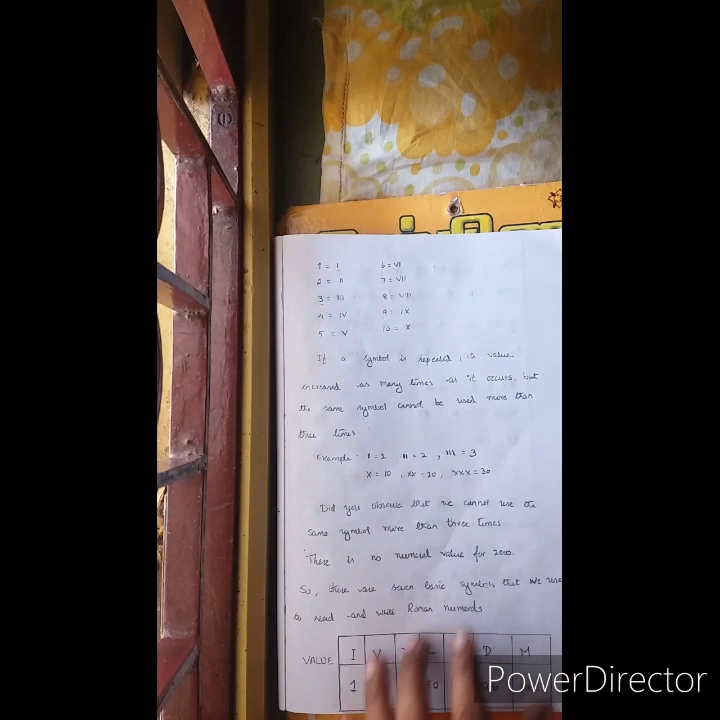 1 = I 6 = VI
2 = II 7 = VII
3 = III 8 = VIII
4 = IV 9 = IX
5 = V 10 = X
If a symbol is repeated, its value
increased as many times as it occurs, but
the same symbol cannot be used more than
three times
Example I = 1 II = 2 , III = 3
X = 10 , XX = 20 , XXX = 30
Did you observe that we cannot use the
same symbol more than three times.
There is no numeral value for zero.
So, there are seven basic symbols that we use
to read and write Roman numerals
VALUE I V D M
1
PowerDirector